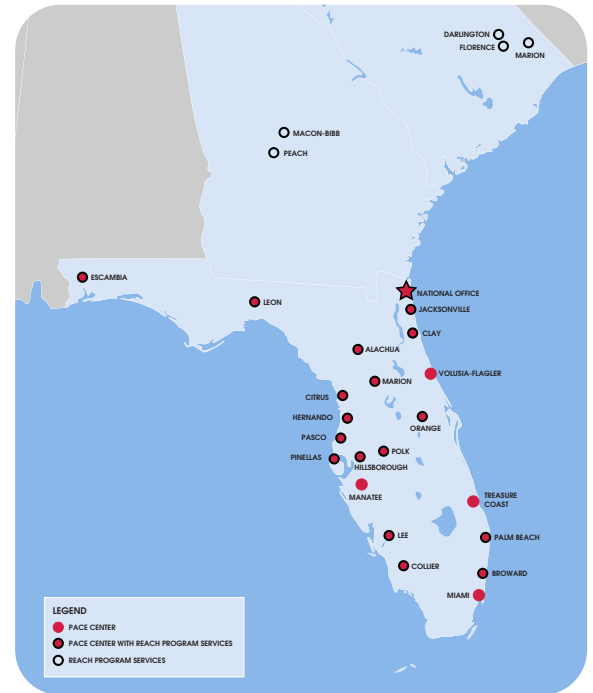 DARLINGTON
FLORENCE
MARION
MACON-BIBB
PEACH
ESCAMBIA
LEON
NATIONAL OFFICE
JACKSONVILLE
CLAY
ALACHUA
VOLUSIA-FLAGLER
MARION
CITRUS
HERNANDO
ORANGE
PASCO
POLK
PINELLAS
HILLSBOROUGH
MANATEE
TREASURE
COAST
LEE
PALM BEACH
COLLIER
BROWARD
MIAMI
LEGEND
PACE CENTER
PACE CENTER WITH REACH PROGRAM SERVICES
REACH PROGRAM SERVICES